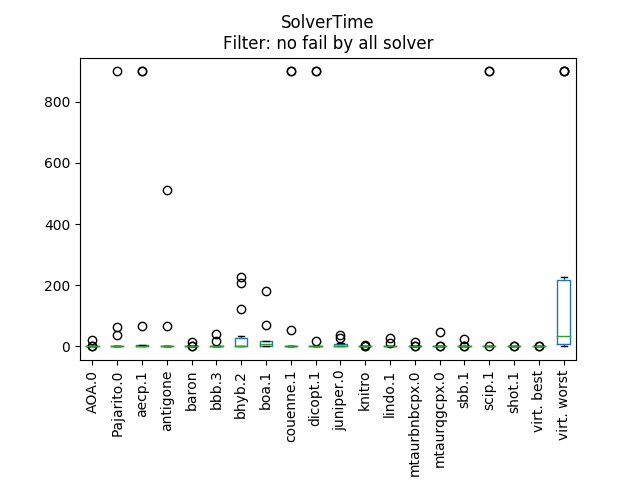 SolverTime
Filter: no fail by all solver
800
600
400
200
0
AOA.0
Pajarito.0
aecp.1
antigone
baron
bbb.3
bhyb.2
boa.1
couenne.1
dicopt.1
juniper.0
knitro
lindo.1
mtaurbnbcpx.0
mtaurqgcpx.0
sbb.1
scip.1
shot.1
virt. best
virt. worst